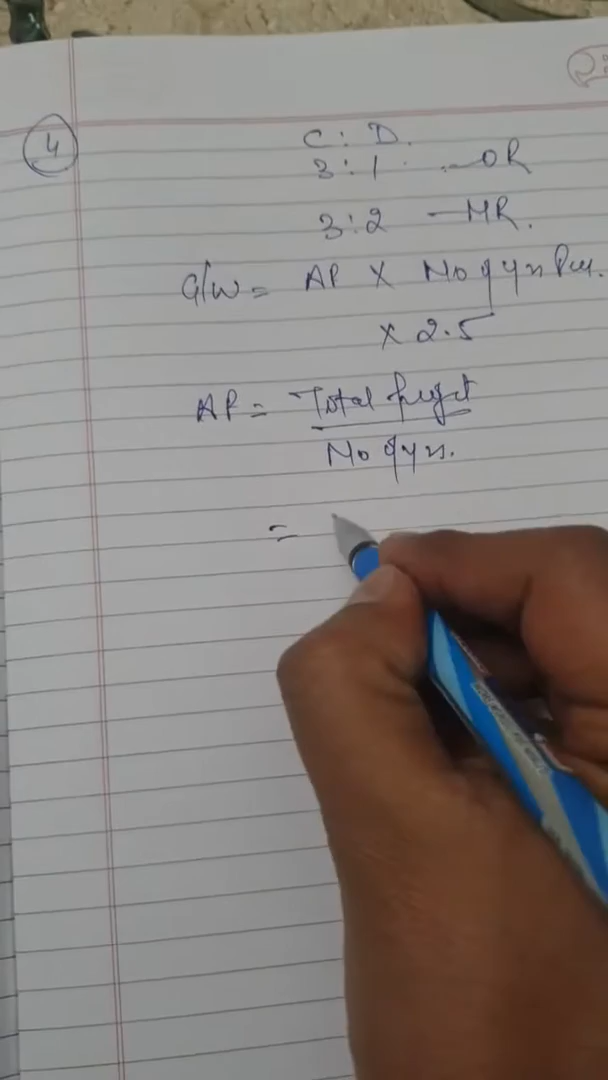 4
C : D.
3 : 1 — OR
3 : 2 — NR.
G/W = AP X No of yrs Pur.
X 2.5
AP = Total profit
No of yrs.
=